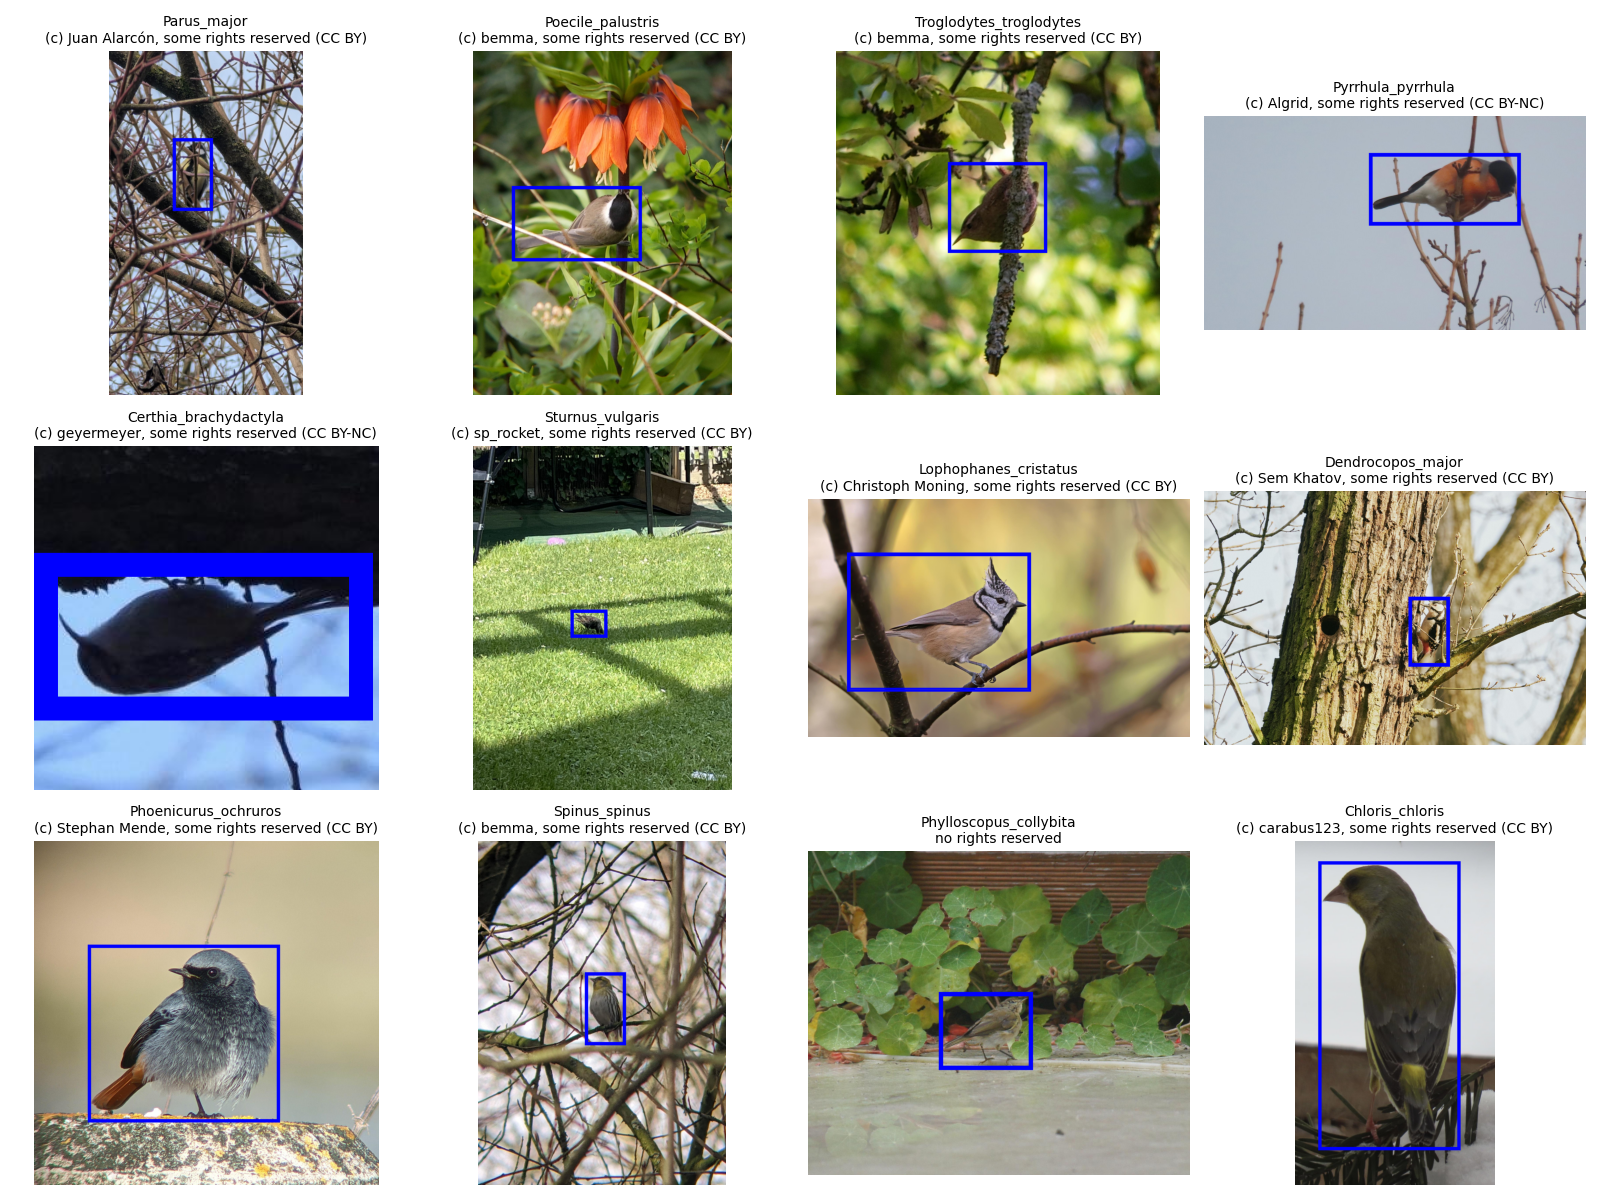 Parus_major
(c) Juan Alarcón, some rights reserved (CC BY)
Poecile_palustris
(c) bemma, some rights reserved (CC BY)
Troglodytes_troglodytes
(c) bemma, some rights reserved (CC BY)
Pyrrhula_pyrrhula
(c) Algrid, some rights reserved (CC BY-NC)
Certhia_brachydactyla
(c) geyermeyer, some rights reserved (CC BY-NC)
Sturnus_vulgaris
(c) sp_rocket, some rights reserved (CC BY)
Lophophanes_cristatus
(c) Christoph Moning, some rights reserved (CC BY)
Dendrocopos_major
(c) Sem Khatov, some rights reserved (CC BY)
Phoenicurus_ochruros
(c) Stephan Mende, some rights reserved (CC BY)
Spinus_spinus
(c) bemma, some rights reserved (CC BY)
Phylloscopus_collybita
no rights reserved
Chloris_chloris
(c) carabus123, some rights reserved (CC BY)